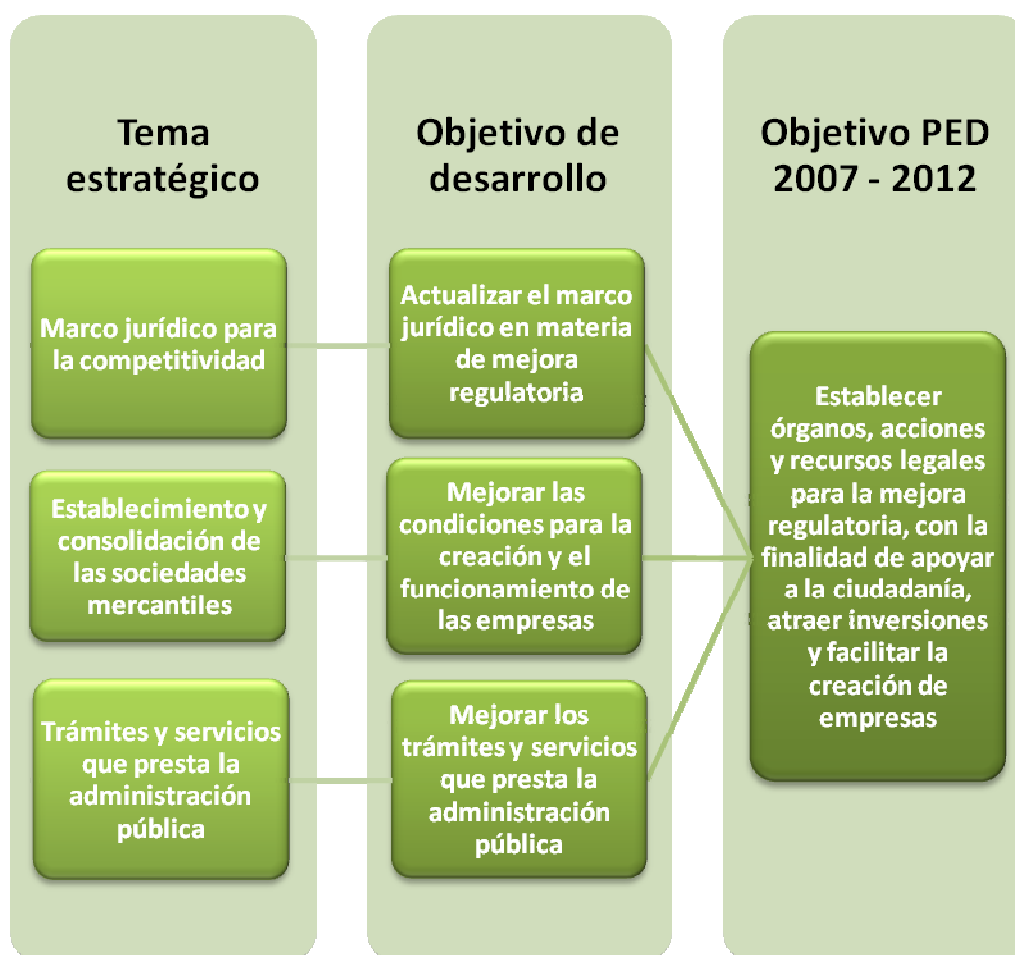 Tema
estratégico
Marco jurídico para
la competitividad
Establecimiento y
consolidación de
las sociedades
mercantiles
Trámites y servicios
que presta la
administración
pública
Objetivo de
desarrollo
Actualizar el marco
jurídico en materia
de mejora
regulatoria
Mejorar las
condiciones para la
creación y el
funcionamiento de
las empresas
Mejorar los
trámites y servicios
que presta la
administración
pública
Objetivo PED
2007 - 2012
Establecer
órganos, acciones
y recursos legales
para la mejora
regulatoria, con la
finalidad de apoyar
a la ciudadanía,
atraer inversiones
y facilitar la
creación de
empresas